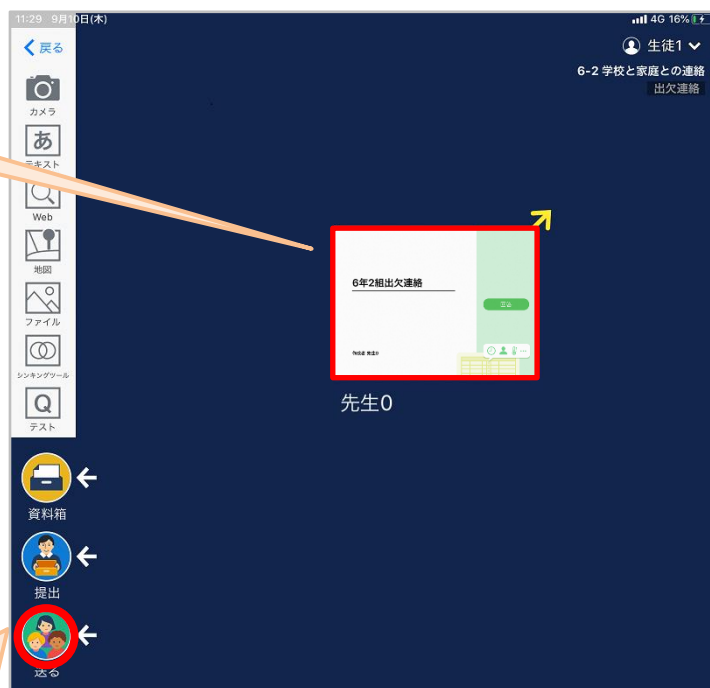 11:29 9月10日(木)
4G 16%
戻る
生徒1
6-2 学校と家庭との連絡
出欠連絡
カメラ
あ
テキスト
Web
地図
ファイル
シンキングツール
Q
テスト
6年2組出欠連絡
先生0
資料箱
提出
送る